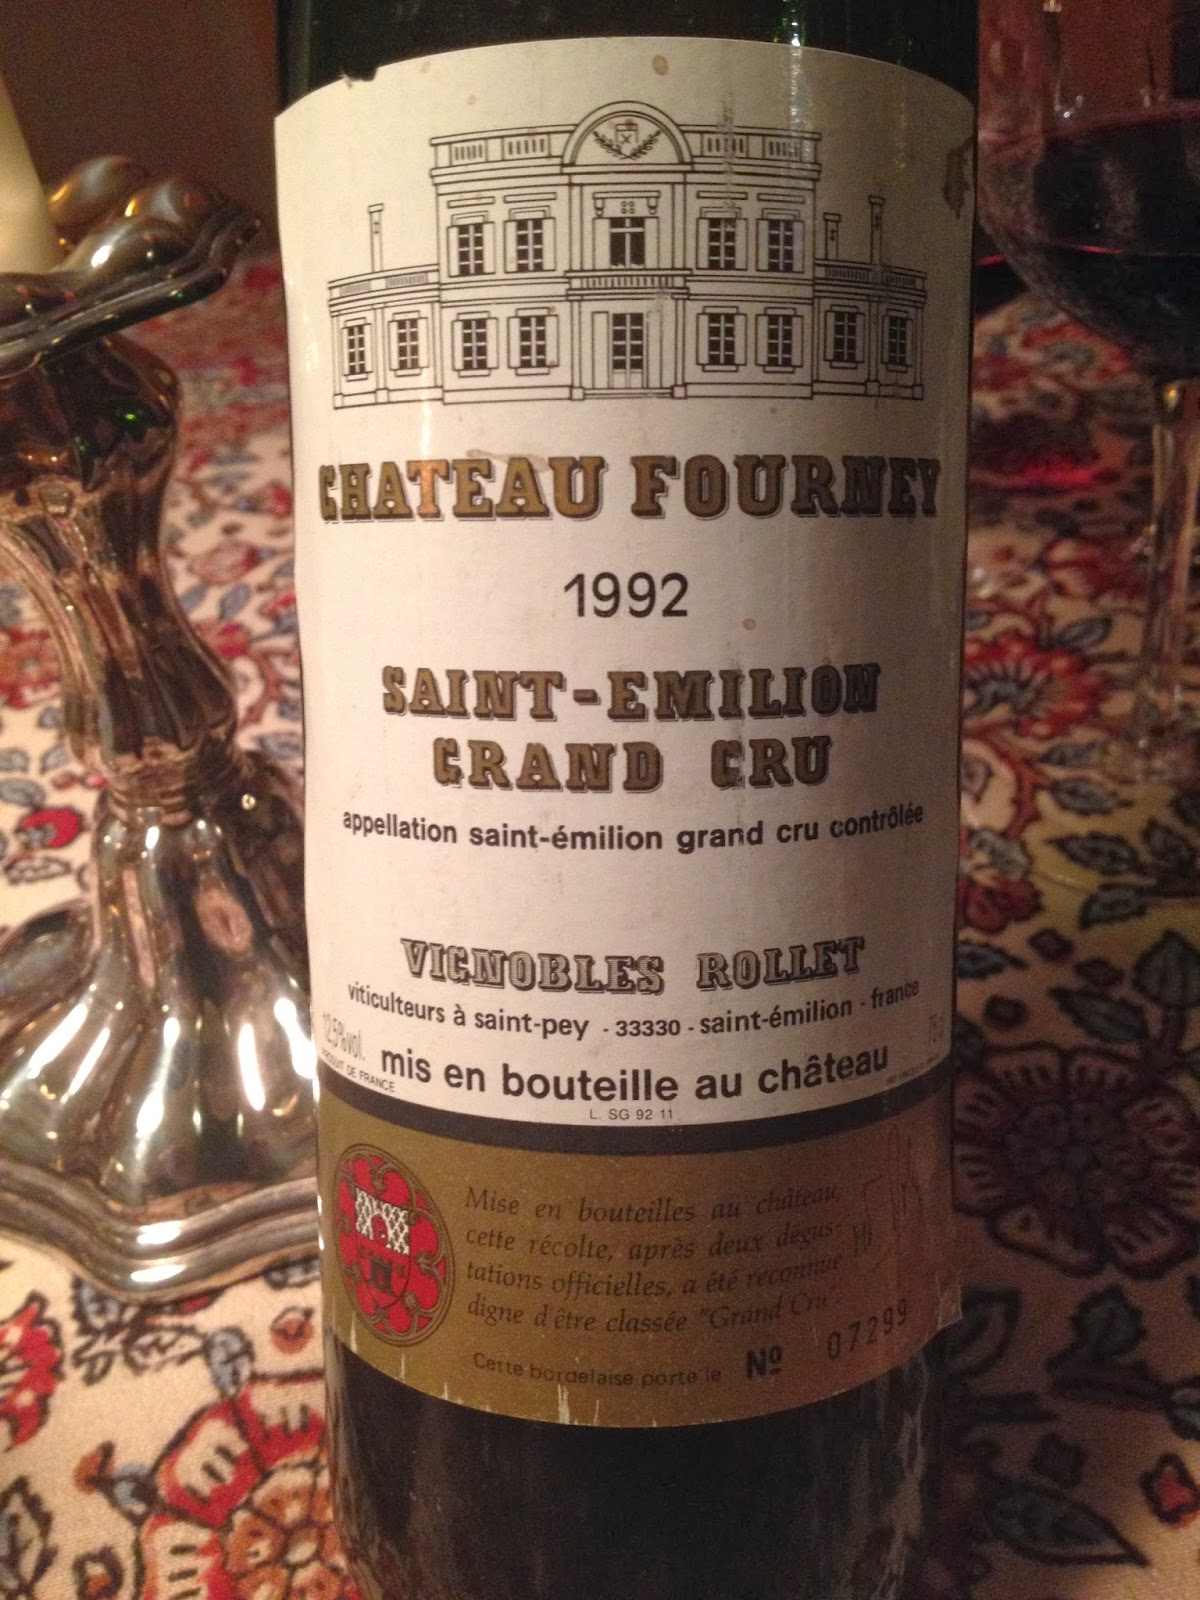 CHATEAU FOURNEY
1992
SAINT-EMILION
GRAND CRU
appellation saint-émilion grand cru contrôlée
VIGNOBLES ROLLET
viticulteurs à saint-pey - 33330 - saint-émilion - france
12,5%vol.
75cl
mis en bouteille au château
PRODUIT DE FRANCE
L. SG 92 11
Mise en bouteilles au château,
cette récolte, après deux dégus-
tations officielles, a été reconnue
digne d'être classée "Grand Cru
Cette bordelaise porte le Nº 07299